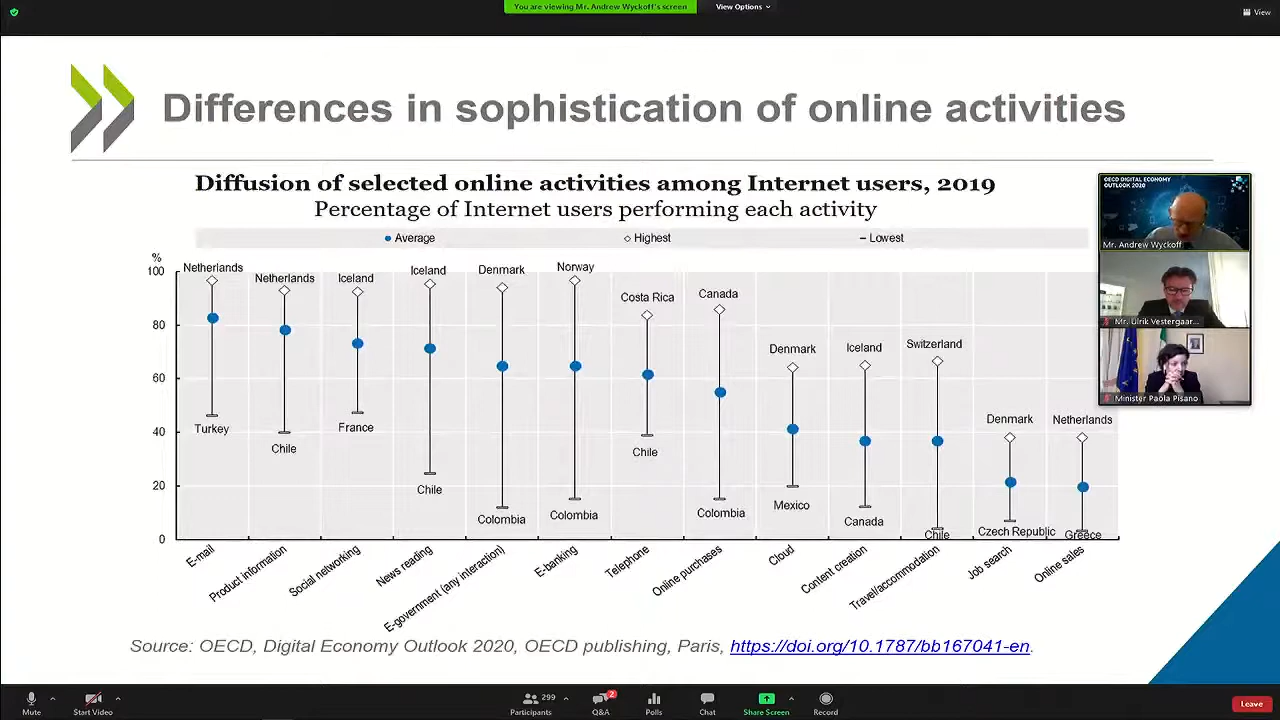 You are viewing Mr. Andrew Wyckoff's screen
View Options
View
Differences in sophistication of online activities
Diffusion of selected online activities among Internet users, 2019
Percentage of Internet users performing each activity
Average
Highest
Lowest
OECD DIGITAL ECONOMY
OUTLOOK 2020
Mr. Andrew Wyckoff
Mr. Ulrik Vestergaar...
Minister Paola Pisano
%
100
80
60
40
20
0
Netherlands
Netherlands
Iceland
Iceland
Denmark
Norway
Costa Rica
Canada
Denmark
Iceland
Switzerland
Denmark
Netherlands
Turkey
Chile
France
Chile
Colombia
Colombia
Chile
Colombia
Mexico
Canada
Chile
Czech Republic
Greece
E-mail
Product information
Social networking
News reading
E-government (any interaction)
E-banking
Telephone
Online purchases
Cloud
Content creation
Travel/accommodation
Job search
Online sales
Source: OECD, Digital Economy Outlook 2020, OECD publishing, Paris, https://doi.org/10.1787/bb167041-en.
Mute
Start Video
299
Participants
2
Q&A
Polls
Chat
Share Screen
Record
Leave